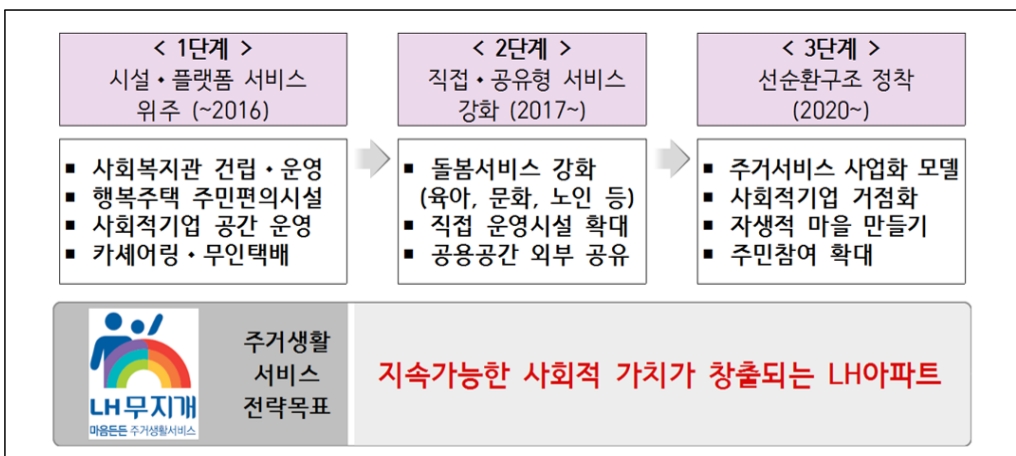 < 1단계 >
시설・플랫폼 서비스
위주 (~2016)
▪ 사회복지관 건립・운영
▪ 행복주택 주민편의시설
▪ 사회적기업 공간 운영
▪ 카셰어링・무인택배
< 2단계 >
직접・공유형 서비스
강화 (2017~)
▪ 돌봄서비스 강화
(육아, 문화, 노인 등)
▪ 직접 운영시설 확대
▪ 공용공간 외부 공유
< 3단계 >
선순환구조 정착
(2020~)
▪ 주거서비스 사업화 모델
▪ 사회적기업 거점화
▪ 자생적 마을 만들기
▪ 주민참여 확대
LH무지개
마음든든 주거생활서비스
주거생활
서비스
전략목표
지속가능한 사회적 가치가 창출되는 LH아파트